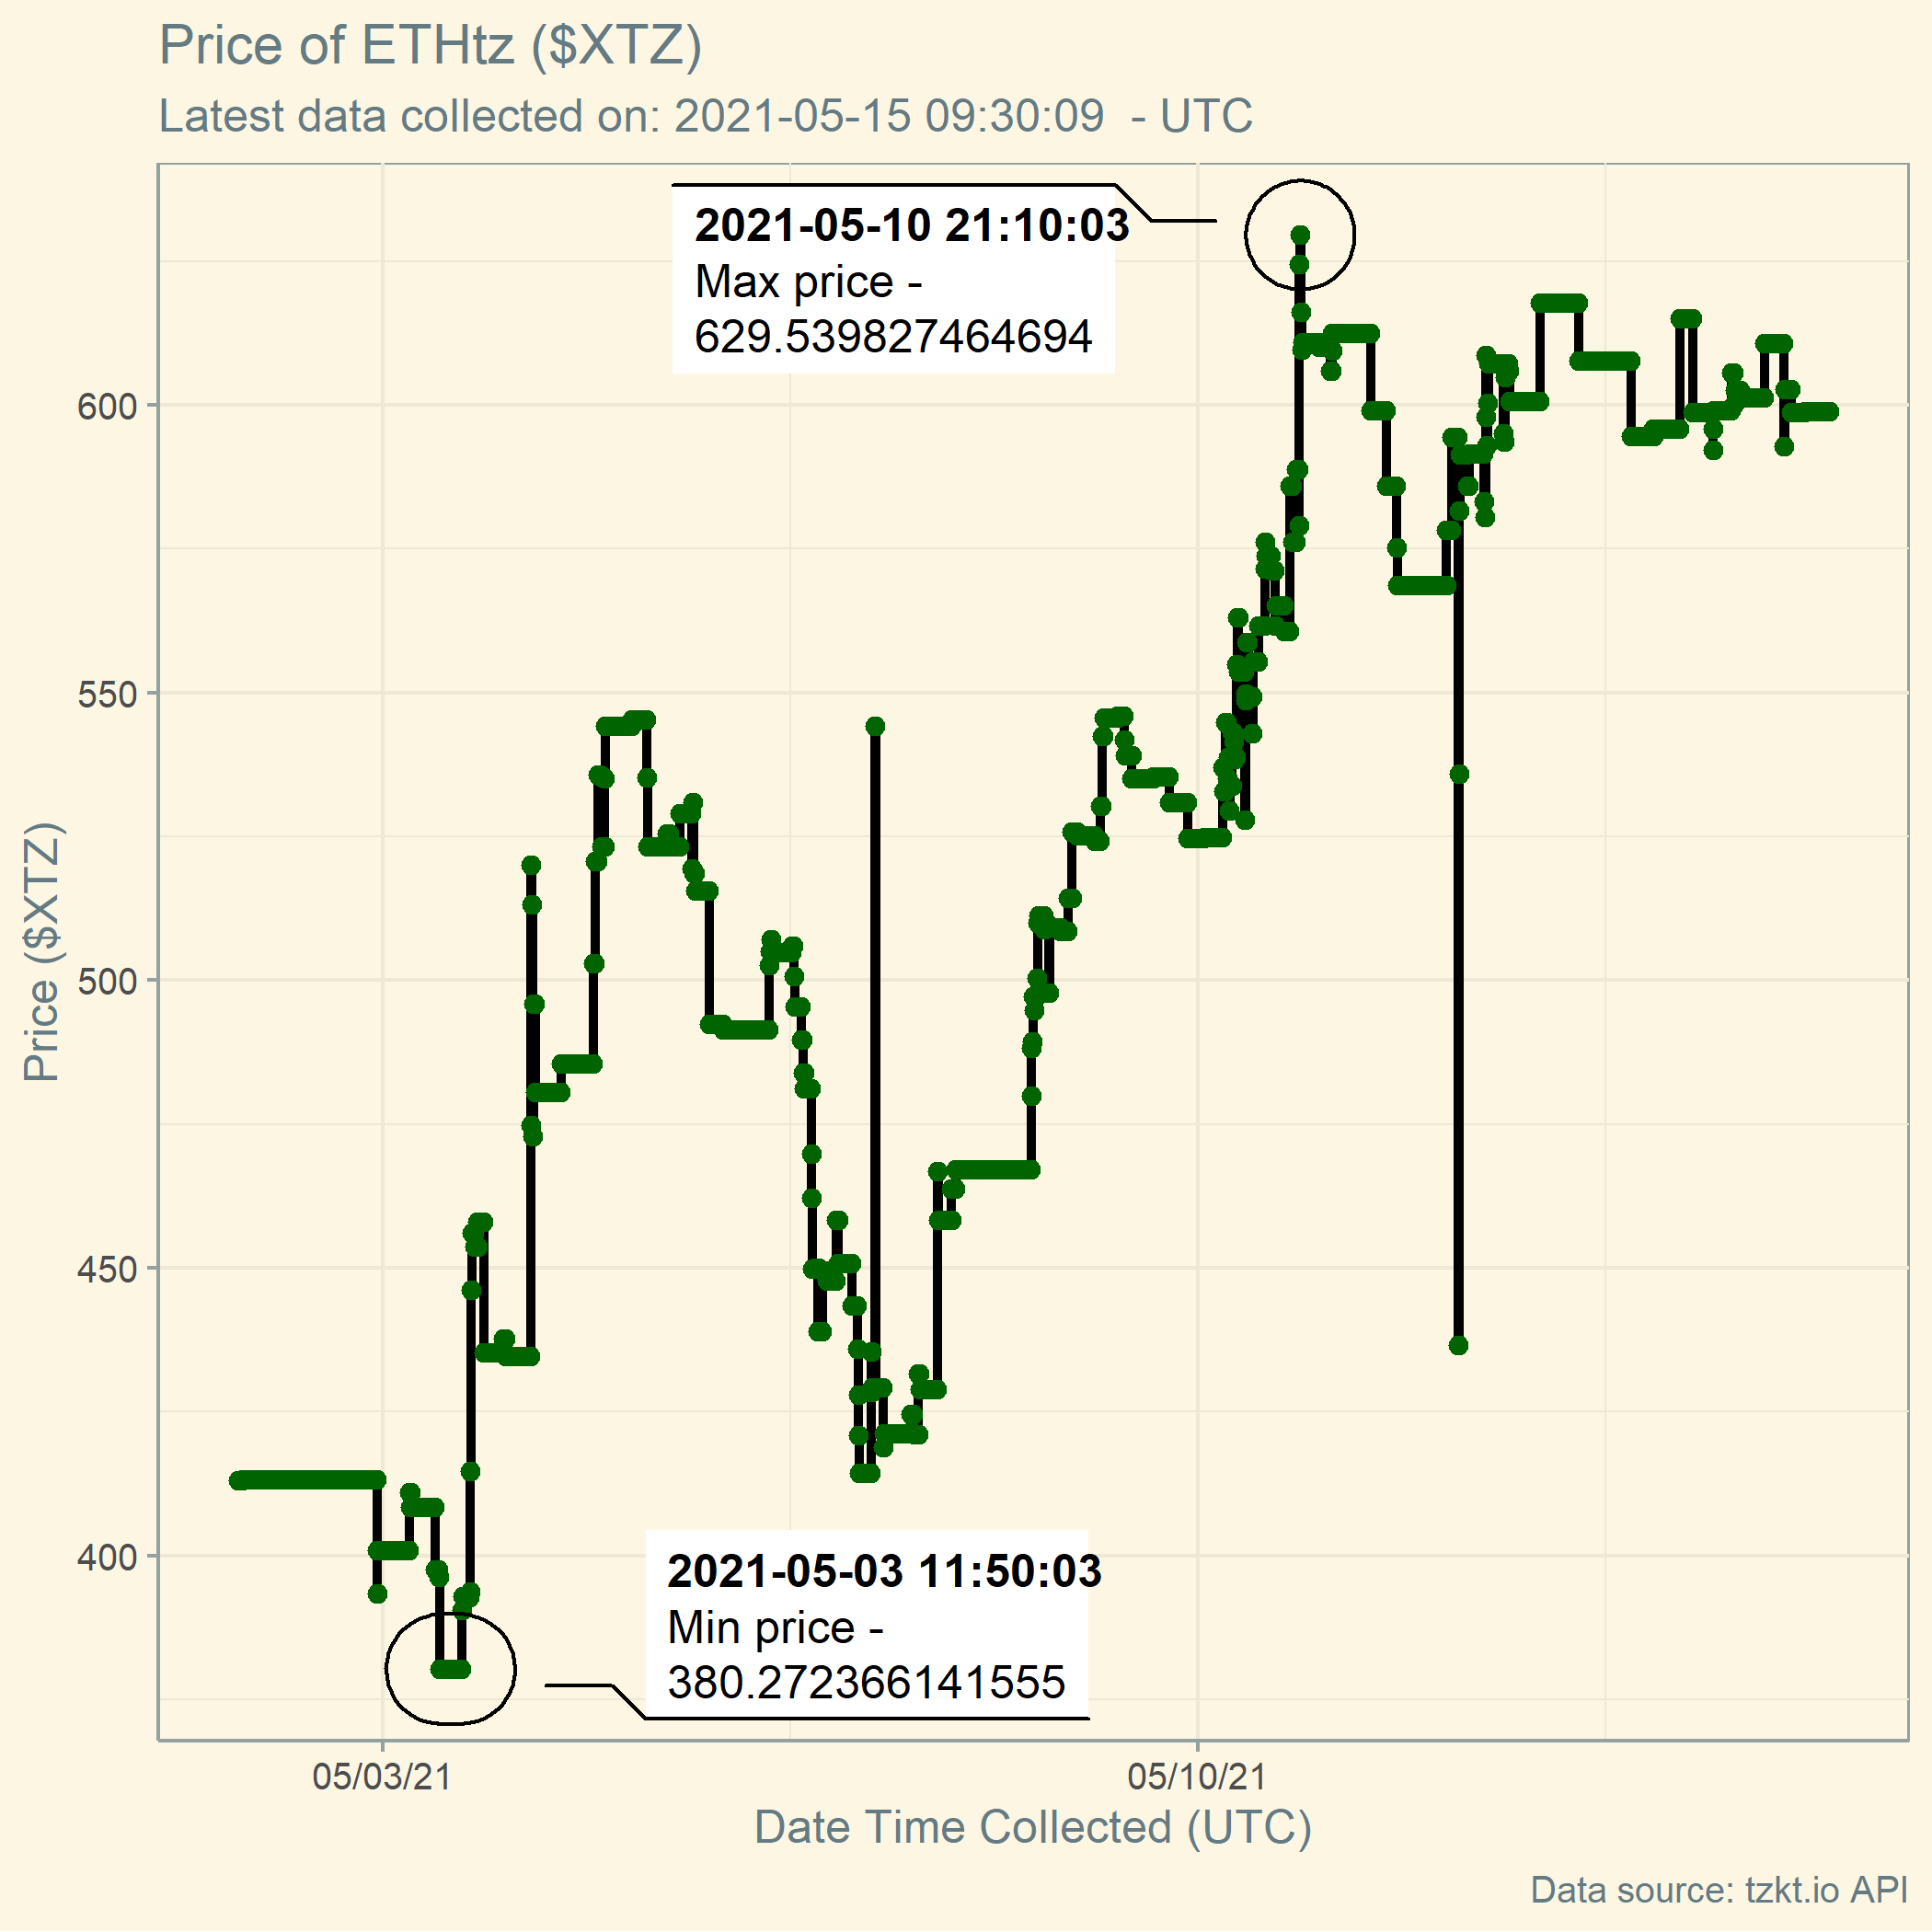 Price of ETHtz ($XTZ)
Latest data collected on: 2021-05-15 09:30:09  - UTC
2021-05-10 21:10:03
Max price -
629.539827464694
600
550
500
450
400
Price ($XTZ)
2021-05-03 11:50:03
Min price -
380.272366141555
05/03/21
05/10/21
Date Time Collected (UTC)
Data source: tzkt.io API